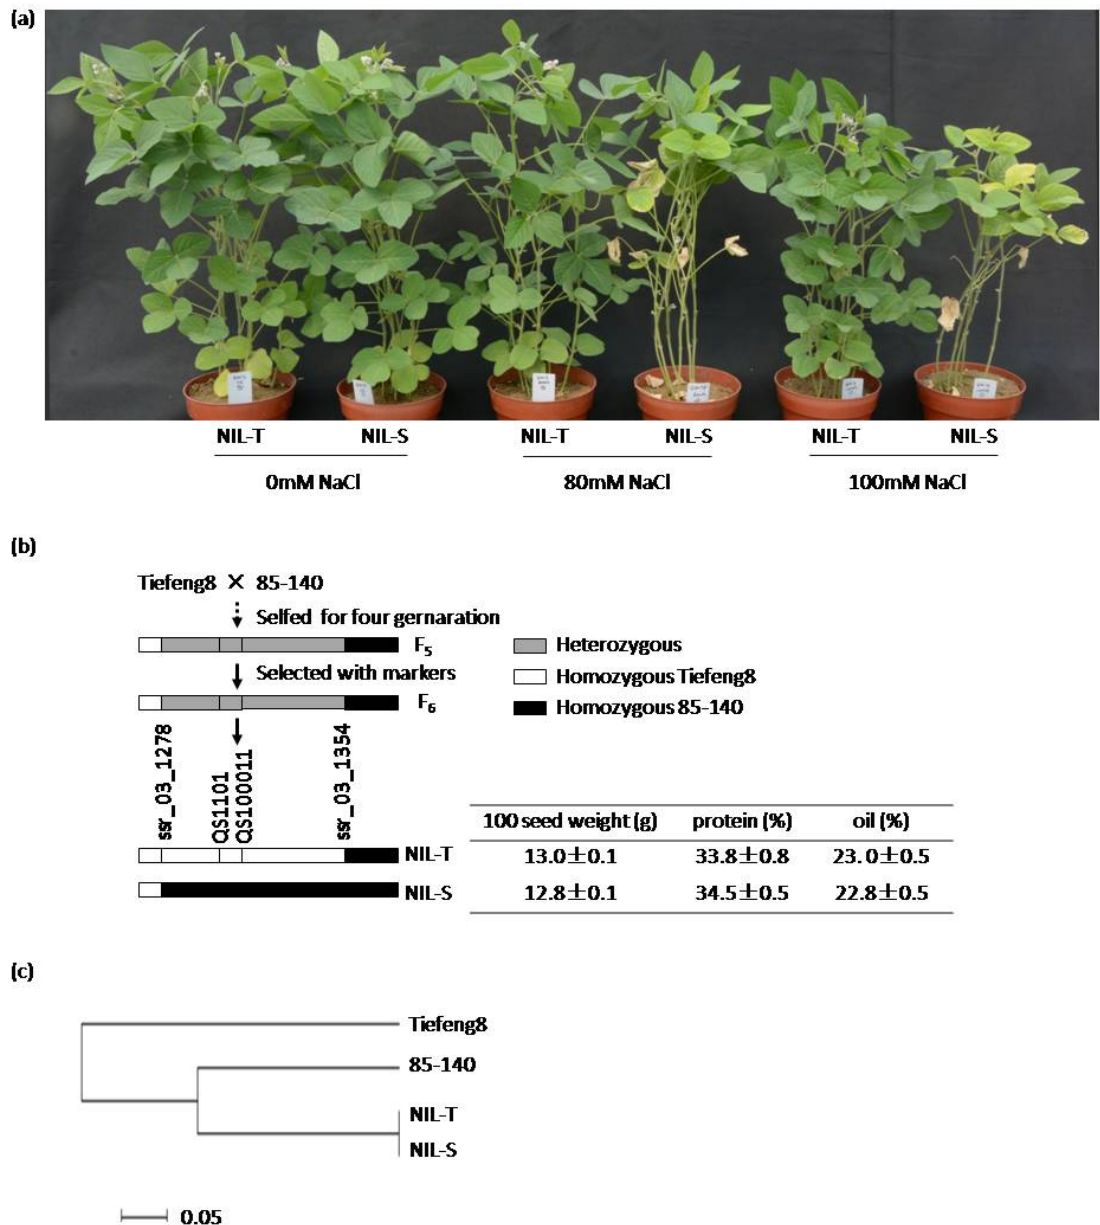 (a)
NIL-T NIL-S NIL-T NIL-S NIL-T NIL-S
0mM NaCl 80mM NaCl 100mM NaCl
(b)
Tiefeng8 × 85-140
Selfed for four gernaration
F5
Selected with markers
F6
Heterozygous
Homozygous Tiefeng8
Homozygous 85-140
ssr_03_1278
QS1101
QS100011
ssr_03_1354
100 seed weight (g) protein (%) oil (%)
NIL-T 13.0±0.1 33.8±0.8 23.0±0.5
NIL-S 12.8±0.1 34.5±0.5 22.8±0.5
(c)
Tiefeng8
85-140
NIL-T
NIL-S
0.05